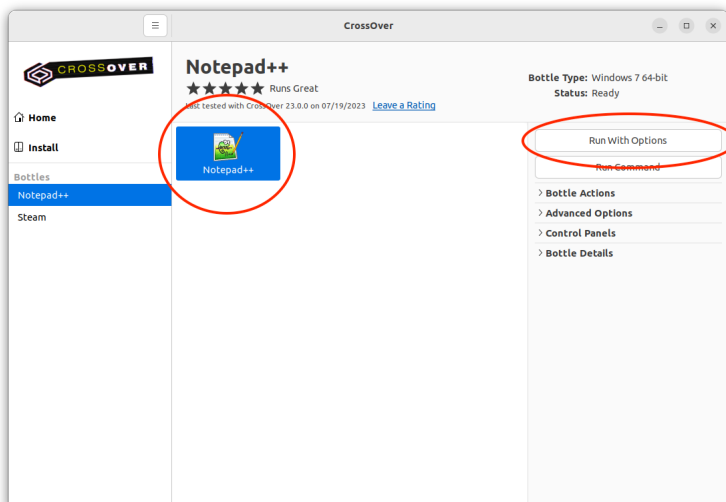 CrossOver
CROSSOVER
Home
Install
Bottles
Notepad++
Steam
Notepad++
Runs Great
Last tested with CrossOver 23.0.0 on 07/19/2023 Leave a Rating
Bottle Type: Windows 7 64-bit
Status: Ready
Notepad++
Run With Options
Run Command
Bottle Actions
Advanced Options
Control Panels
Bottle Details